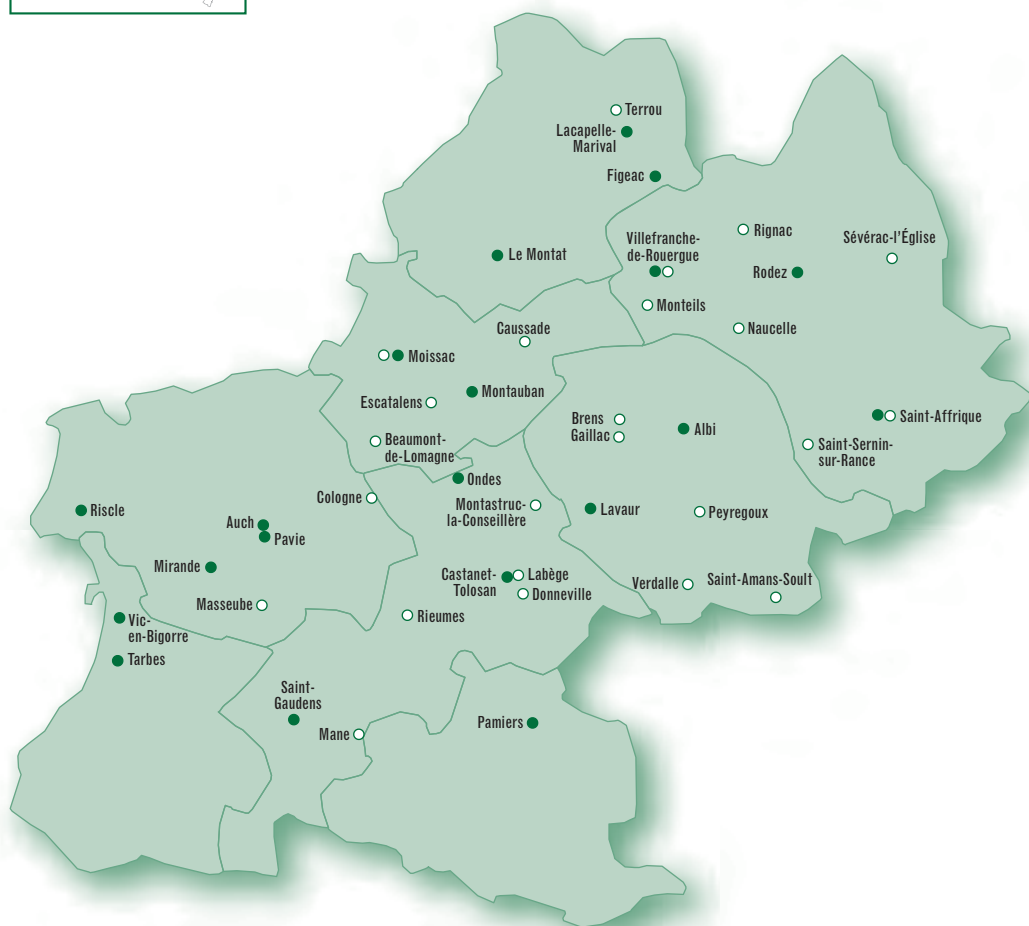 Terrou
Lacapelle-
Marival
Figeac
Le Montat
Villefranche-
de-Rouergue
Rignac
Sévérac-l'Église
Rodez
Monteils
Naucelle
Caussade
Moissac
Montauban
Escatalens
Beaumont-
de-Lomagne
Brens
Gaillac
Albi
Saint-Affrique
Saint-Sernin-
sur-Rance
Ondes
Cologne
Montastruc-
la-Conseillère
Lavaur
Peyregoux
Riscle
Auch
Pavie
Mirande
Masseube
Castanet-
Tolosan
Labège
Donneville
Verdalle
Saint-Amans-Soult
Rieumes
Vic-
en-Bigorre
Tarbes
Saint-
Gaudens
Mane
Pamiers